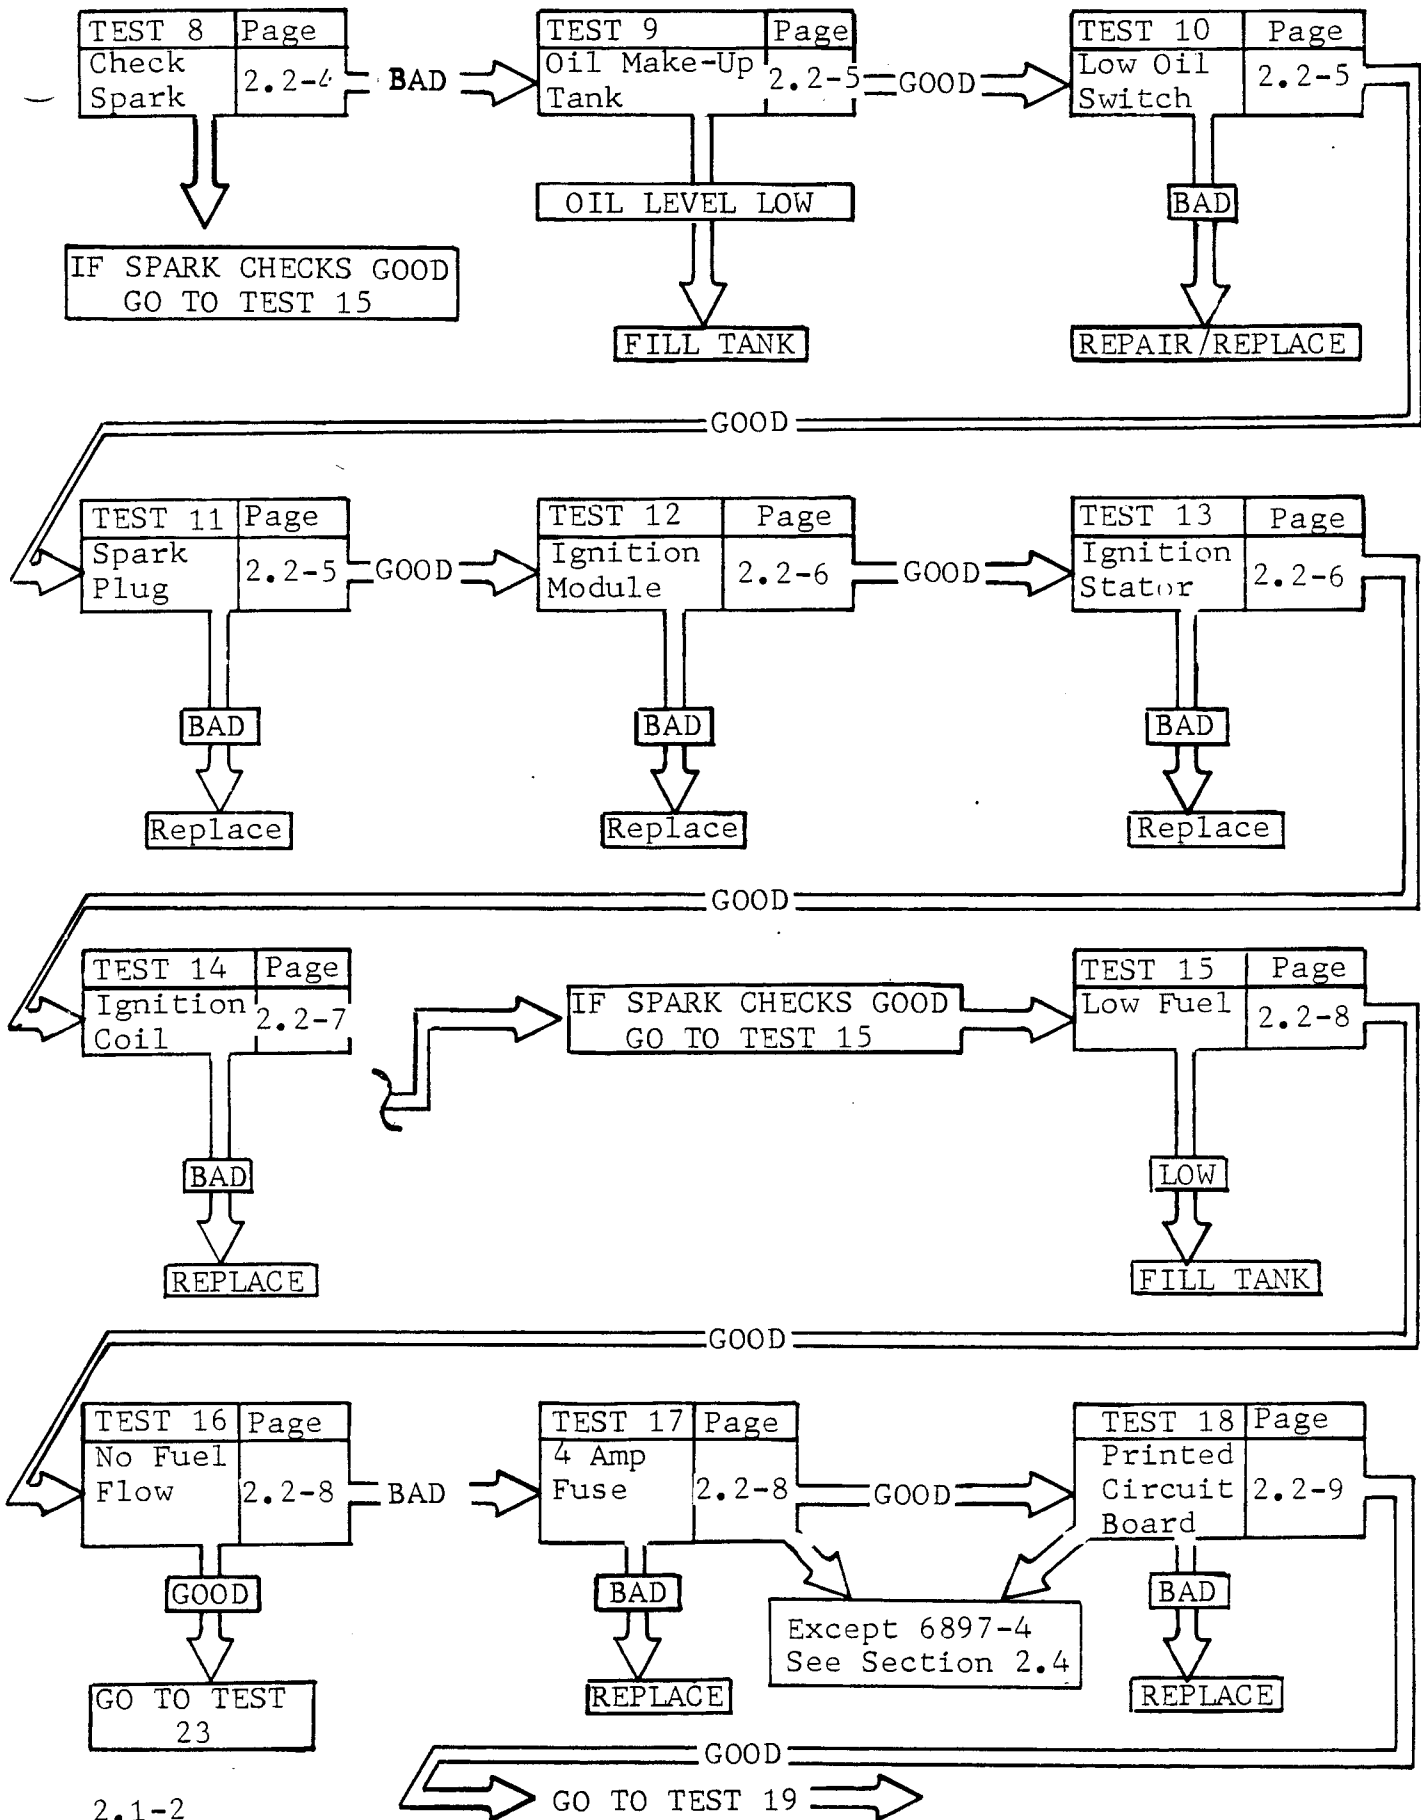 TEST 8 Page
Check
Spark
2.2-4
BAD
TEST 9 Page
Oil Make-Up
Tank
2.2-5
GOOD
TEST 10 Page
Low Oil
Switch
2.2-5
IF SPARK CHECKS GOOD
GO TO TEST 15
OIL LEVEL LOW
FILL TANK
BAD
REPAIR/REPLACE
GOOD
TEST 11 Page
Spark
Plug
2.2-5
GOOD
TEST 12 Page
Ignition
Module
2.2-6
GOOD
TEST 13 Page
Ignition
Stator
2.2-6
BAD
Replace
BAD
Replace
BAD
Replace
GOOD
TEST 14 Page
Ignition
Coil
2.2-7
IF SPARK CHECKS GOOD
GO TO TEST 15
TEST 15 Page
Low Fuel
2.2-8
BAD
REPLACE
LOW
FILL TANK
GOOD
TEST 16 Page
No Fuel
Flow
2.2-8
BAD
TEST 17 Page
4 Amp
Fuse
2.2-8
GOOD
TEST 18 Page
Printed
Circuit
Board
2.2-9
GOOD
GO TO TEST
23
BAD
REPLACE
Except 6897-4
See Section 2.4
BAD
REPLACE
GOOD
GO TO TEST 19
2.1-2